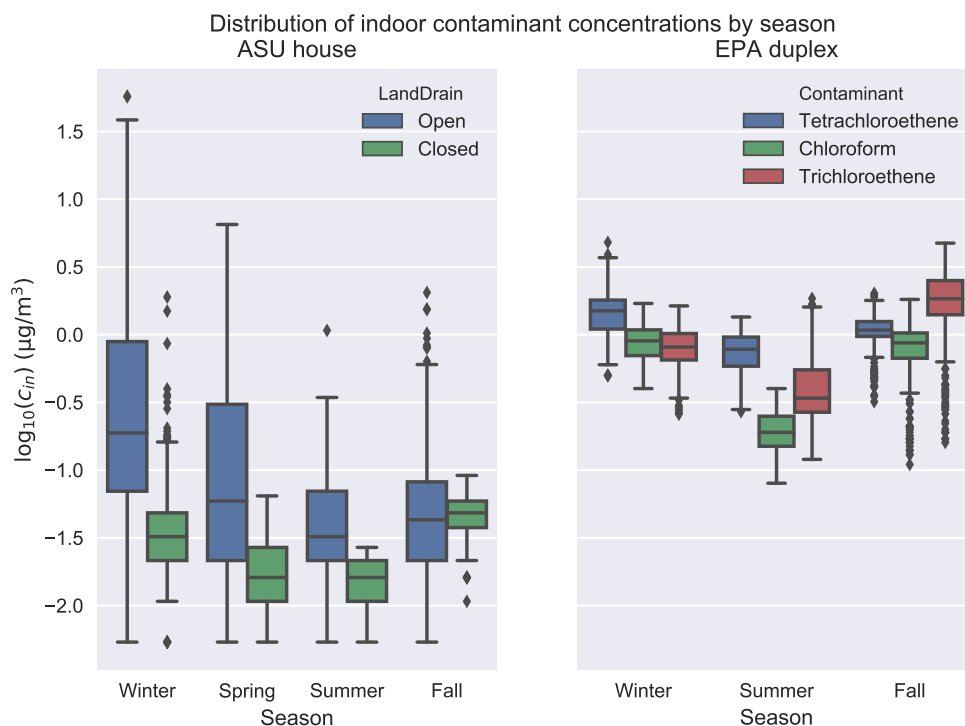 Distribution of indoor contaminant concentrations by season
ASU house
EPA duplex
log₁₀(c_in) (μg/m³)
1.5
1.0
0.5
0.0
−0.5
−1.0
−1.5
−2.0
LandDrain
Open
Closed
Winter Spring Summer Fall
Season
Contaminant
Tetrachloroethene
Chloroform
Trichloroethene
Winter Summer Fall
Season